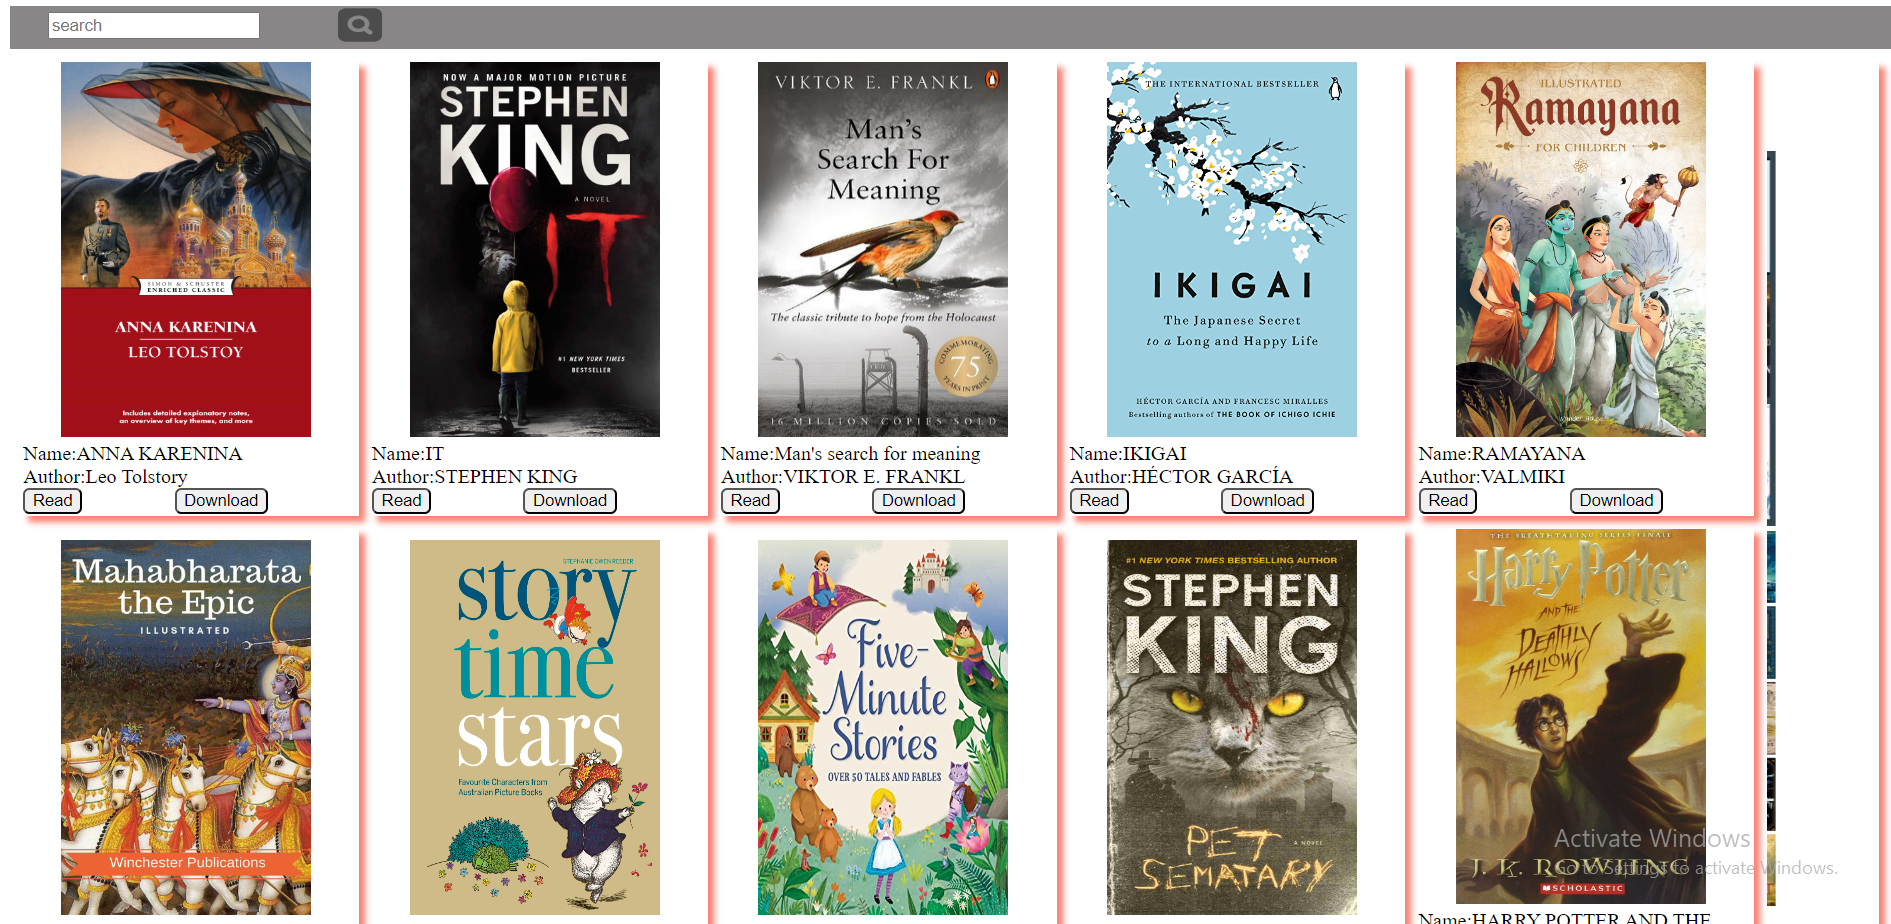 search
SIMON & SCHUSTER
ENRICHED CLASSIC
ANNA KARENINA
LEO TOLSTOY
Includes detailed explanatory notes,
an overview of key themes, and more
Name:ANNA KARENINA
Author:Leo Tolstory
Read Download
NOW A MAJOR MOTION PICTURE
STEPHEN
KING
A NOVEL
IT
#1 NEW YORK TIMES
BESTSELLER
Name:IT
Author:STEPHEN KING
Read Download
VIKTOR E. FRANKL
Man's
Search For
Meaning
The classic tribute to hope from the Holocaust
COMMEMORATING
75
YEARS IN PRINT
16 MILLION COPIES SOLD
Name:Man's search for meaning
Author:VIKTOR E. FRANKL
Read Download
THE INTERNATIONAL BESTSELLER
IKIGAI
The Japanese Secret
to a Long and Happy Life
HÉCTOR GARCÍA AND FRANCESC MIRALLES
Bestselling authors of THE BOOK OF ICHIGO ICHIE
Name:IKIGAI
Author:HÉCTOR GARCÍA
Read Download
ILLUSTRATED
Ramayana
FOR CHILDREN
Wonder House
Name:RAMAYANA
Author:VALMIKI
Read Download
Mahabharata
the Epic
ILLUSTRATED
Winchester Publications
STEPHANIE OWEN REEDER
story
time
stars
Favourite Characters from
Australian Picture Books
Five-
Minute
Stories
OVER 50 TALES AND FABLES
#1 NEW YORK TIMES BESTSELLING AUTHOR
STEPHEN
KING
PET
A NOVEL
SEMATARY
THE BREATHTAKING SERIES FINALE
Harry Potter
AND THE
DEATHLY
HALLOWS
J. K. ROWLING
SCHOLASTIC
Name:HARRY POTTER AND THE
Activate Windows
Go to Settings to activate Windows.